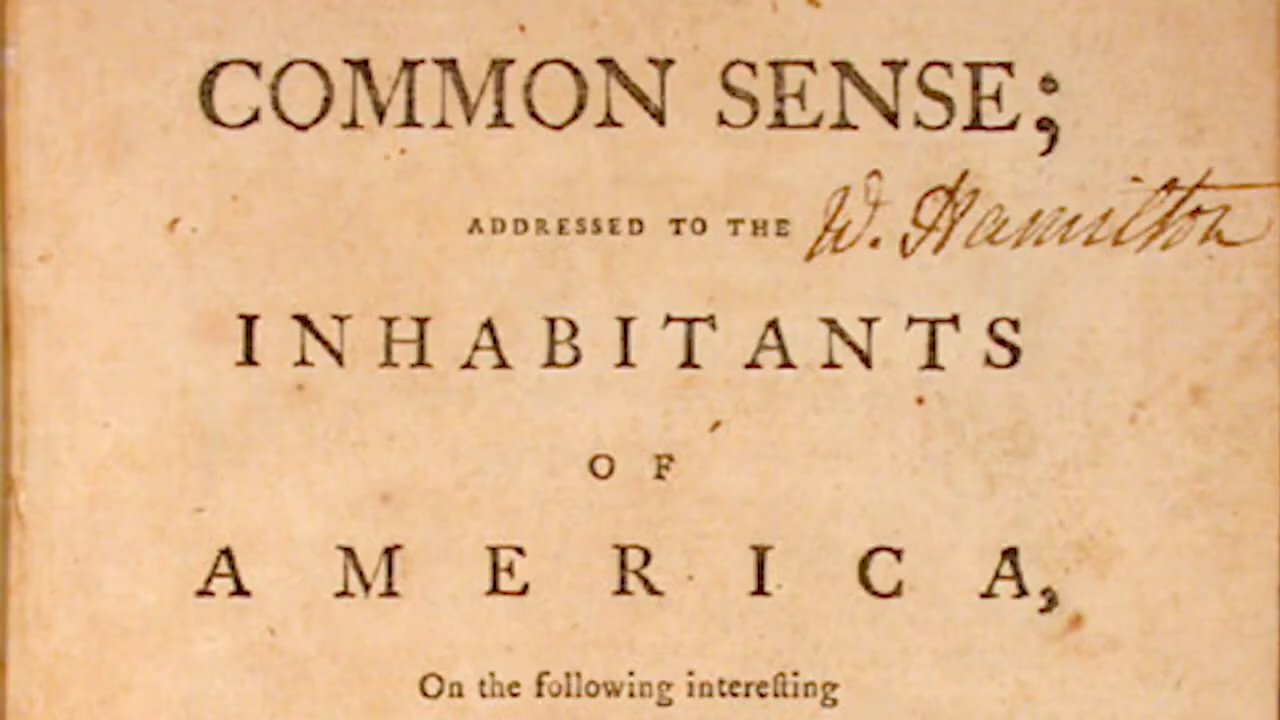 COMMON SENSE;
ADDRESSED TO THE W. Hamilton
INHABITANTS
OF
AMERICA,
On the following intereſting